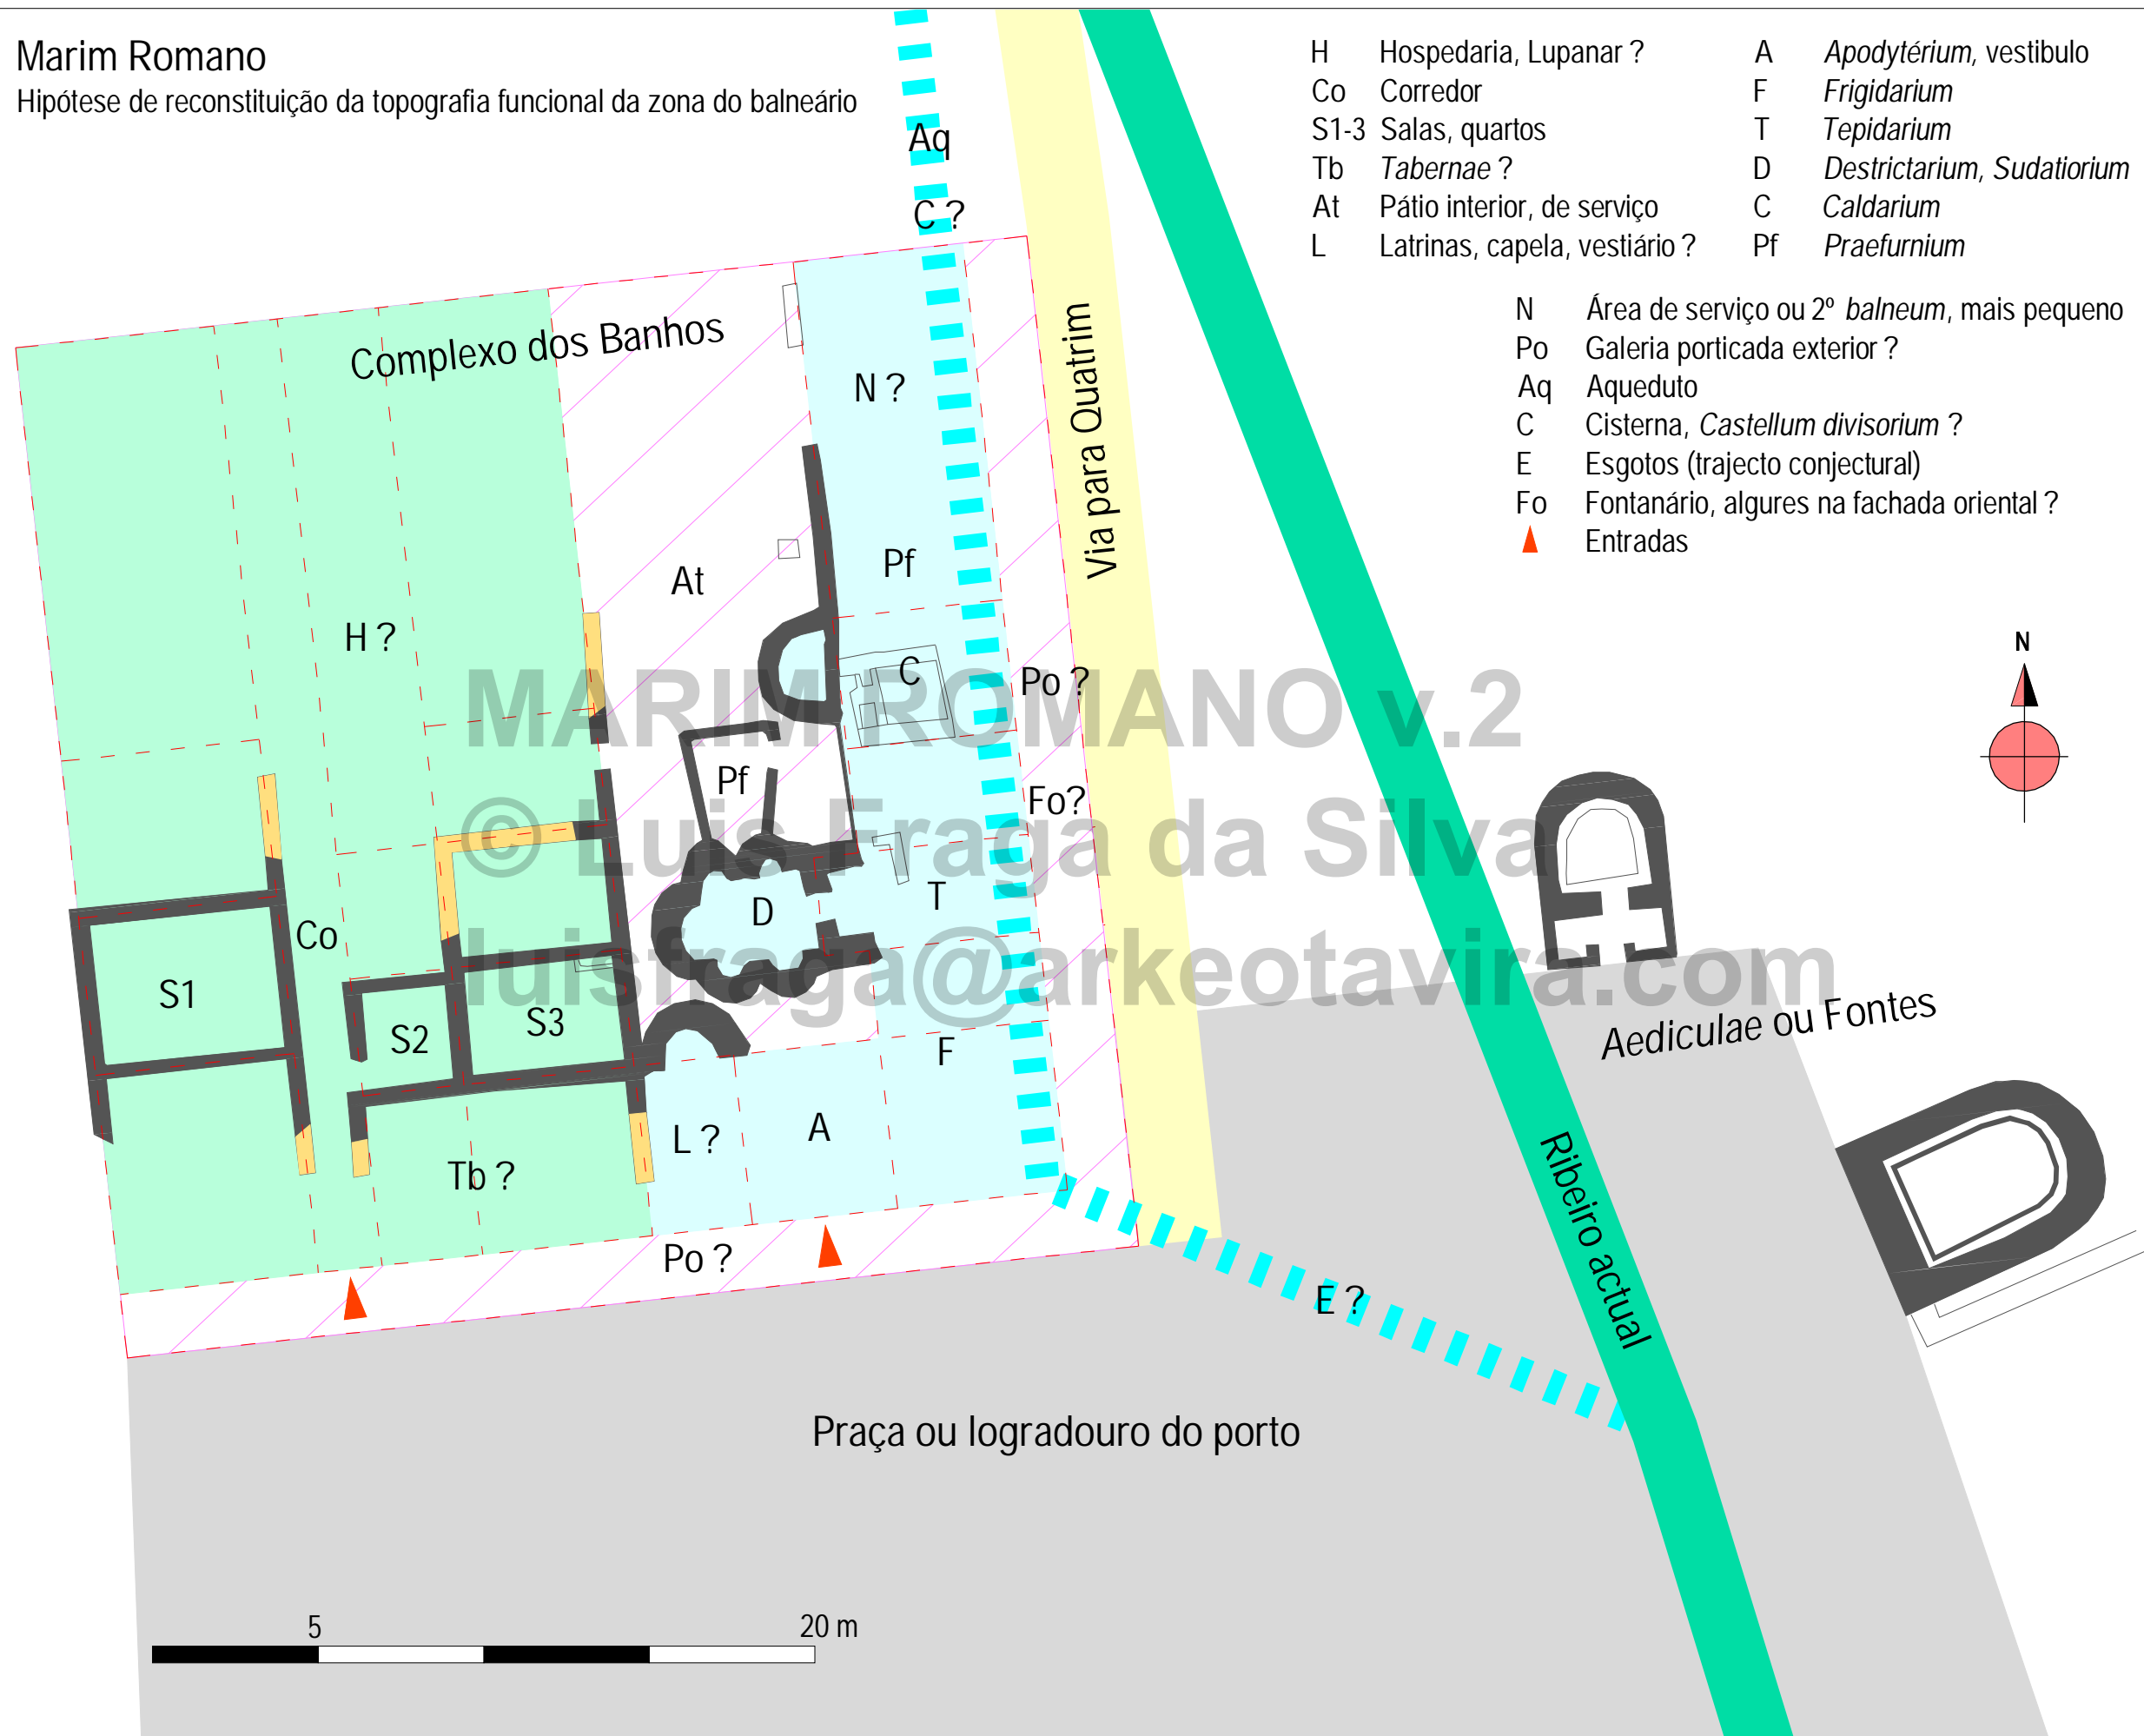 Marim Romano
Hipótese de reconstituição da topografia funcional da zona do balneário
H Hospedaria, Lupanar ?
Co Corredor
S1-3 Salas, quartos
Tb Tabernae ?
At Pátio interior, de serviço
L Latrinas, capela, vestiário ?
A Apodytérium, vestibulo
F Frigidarium
T Tepidarium
D Destrictarium, Sudatiorium
C Caldarium
Pf Praefurnium
N Área de serviço ou 2º balneum, mais pequeno
Po Galeria porticada exterior ?
Aq Aqueduto
C Cisterna, Castellum divisorium ?
E Esgotos (trajecto conjectural)
Fo Fontanário, algures na fachada oriental ?
Entradas
Aq
C ?
Complexo dos Banhos
N ?
Via para Quatrim
Pf
At
H ?
N
C
Po ?
MARIM ROMANO v.2
Pf
Fo?
© Luis Fraga da Silva
D
T
Co
luisfraga@arkeotavira.com
S1
S2
S3
F
Aediculae ou Fontes
L ?
A
Tb ?
Po ?
E ?
Ribeiro actual
Praça ou logradouro do porto
5
20 m